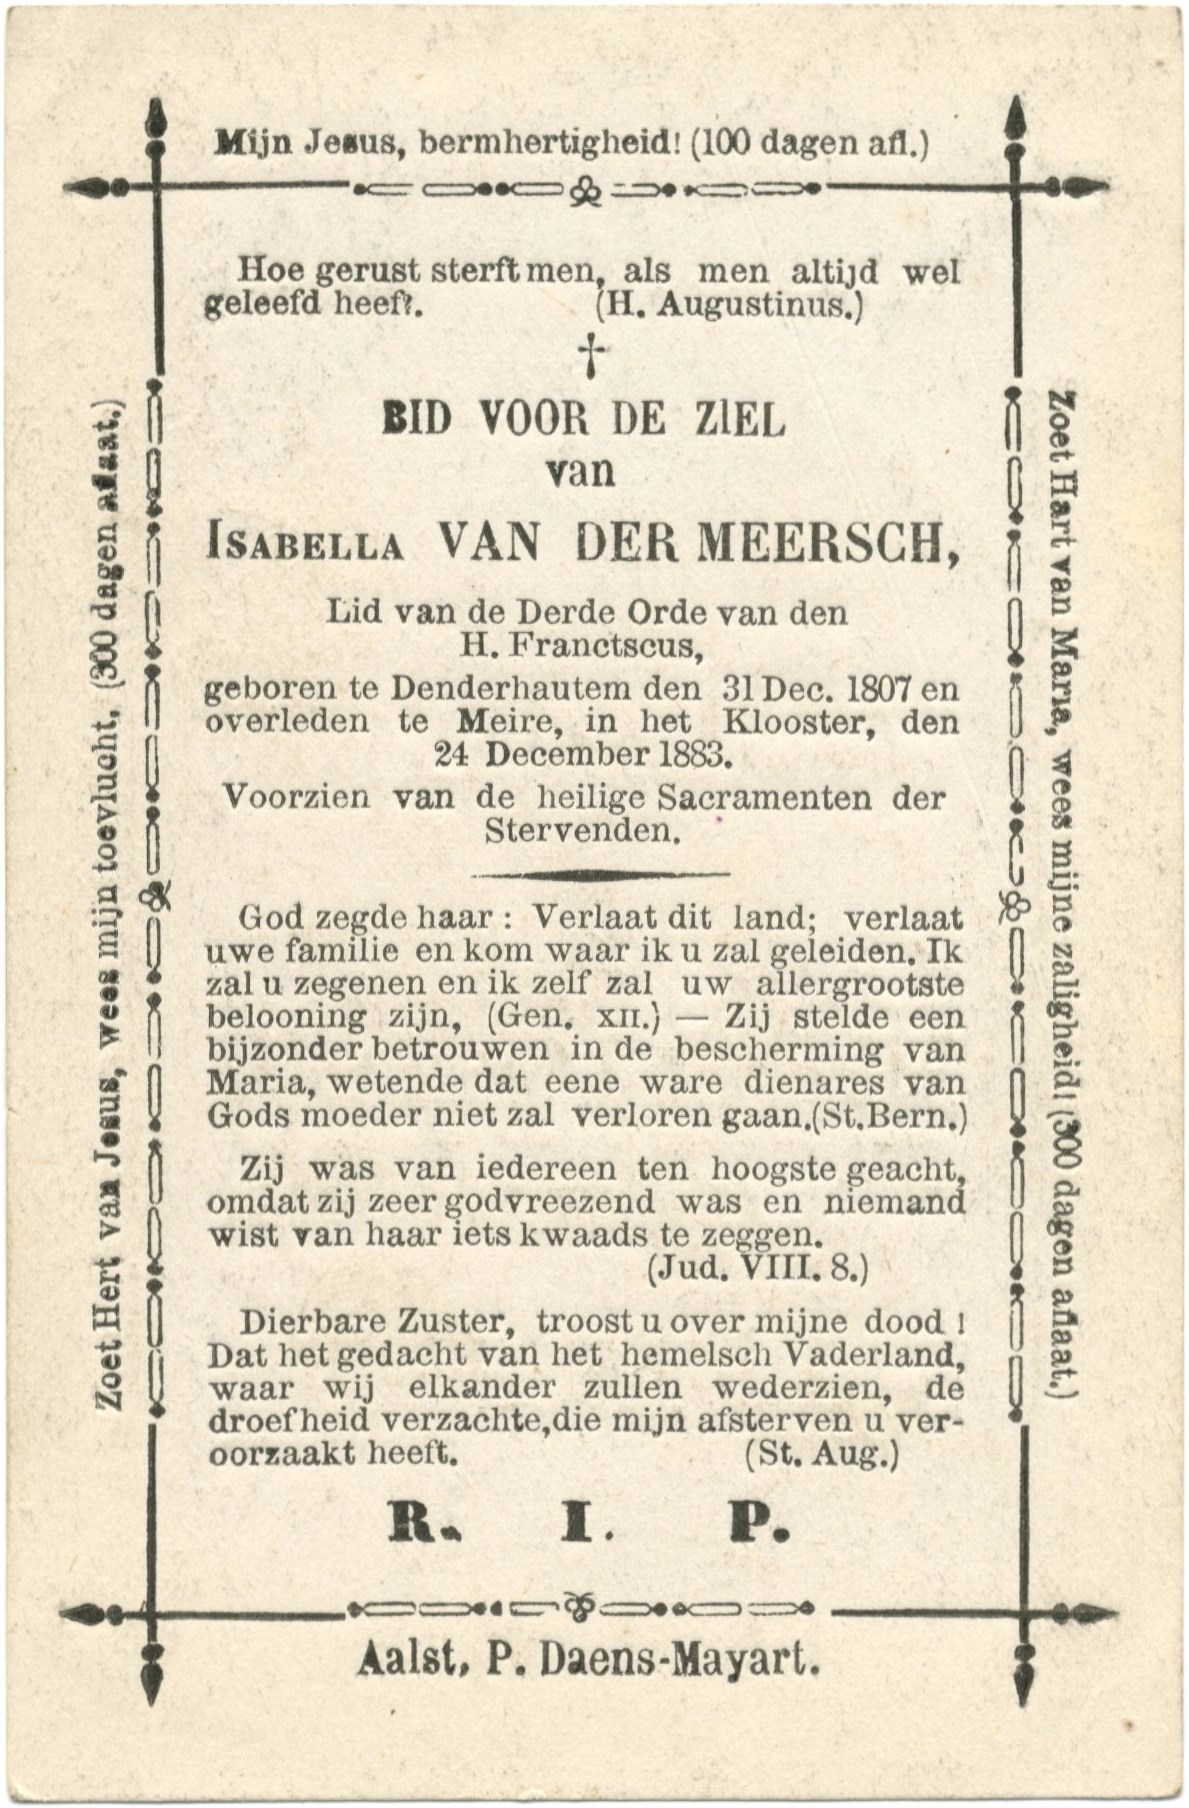 Mijn Jesus, bermhertigheid! (100 dagen afl.)
Hoe gerust sterft men, als men altijd wel
geleefd heeft. (H. Augustinus.)
†
BID VOOR DE ZIEL
van
ISABELLA VAN DER MEERSCH,
Lid van de Derde Orde van den
H. Franctscus,
geboren te Denderhautem den 31 Dec. 1807 en
overleden te Meire, in het Klooster, den
24 December 1883.
Voorzien van de heilige Sacramenten der
Stervenden.
God zegde haar : Verlaat dit land; verlaat
uwe familie en kom waar ik u zal geleiden. Ik
zal u zegenen en ik zelf zal uw allergrootste
belooning zijn, (Gen. XII.) — Zij stelde een
bijzonder betrouwen in de bescherming van
Maria, wetende dat eene ware dienares van
Gods moeder niet zal verloren gaan.(St.Bern.)
Zij was van iedereen ten hoogste geacht,
omdat zij zeer godvreezend was en niemand
wist van haar iets kwaads te zeggen.
(Jud. VIII. 8.)
Dierbare Zuster, troost u over mijne dood !
Dat het gedacht van het hemelsch Vaderland,
waar wij elkander zullen wederzien, de
droefheid verzachte,die mijn afsterven u ver-
oorzaakt heeft. (St. Aug.)
R. I. P.
Aalst, P. Daens-Mayart.
Zoet Hert van Jesus, wees mijn toevlucht, (300 dagen aflaat.)
Zoet Hart van Maria, wees mijne zaligheid! (300 dagen aflaat.)